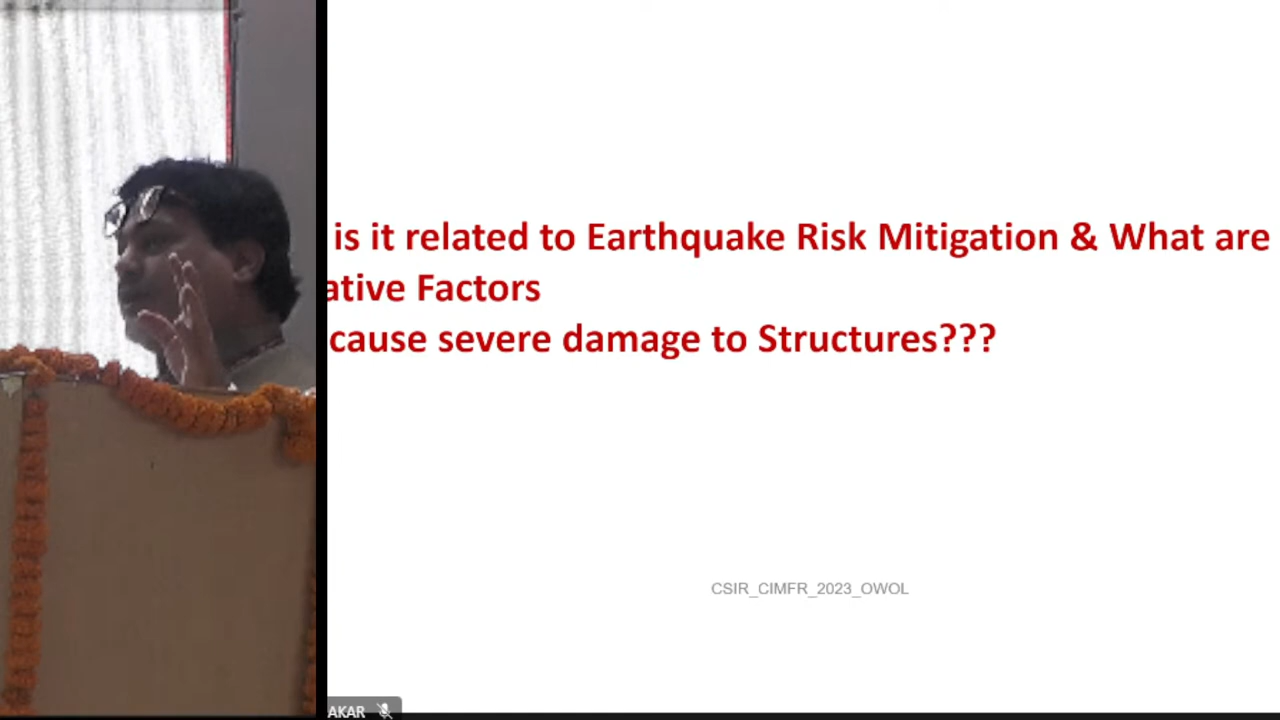 is it related to Earthquake Risk Mitigation & What are
ative Factors
cause severe damage to Structures???
CSIR_CIMFR_2023_OWOL
AKAR